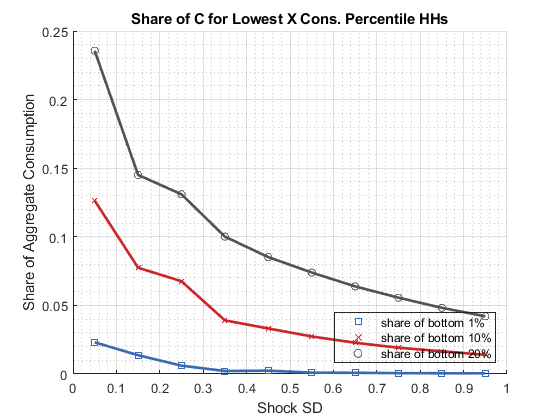 Share of C for Lowest X Cons. Percentile HHs
0.25
0.2
0.15
0.1
0.05
0
Share of Aggregate Consumption
share of bottom 1%
share of bottom 10%
share of bottom 20%
0 0.1 0.2 0.3 0.4 0.5 0.6 0.7 0.8 0.9 1
Shock SD